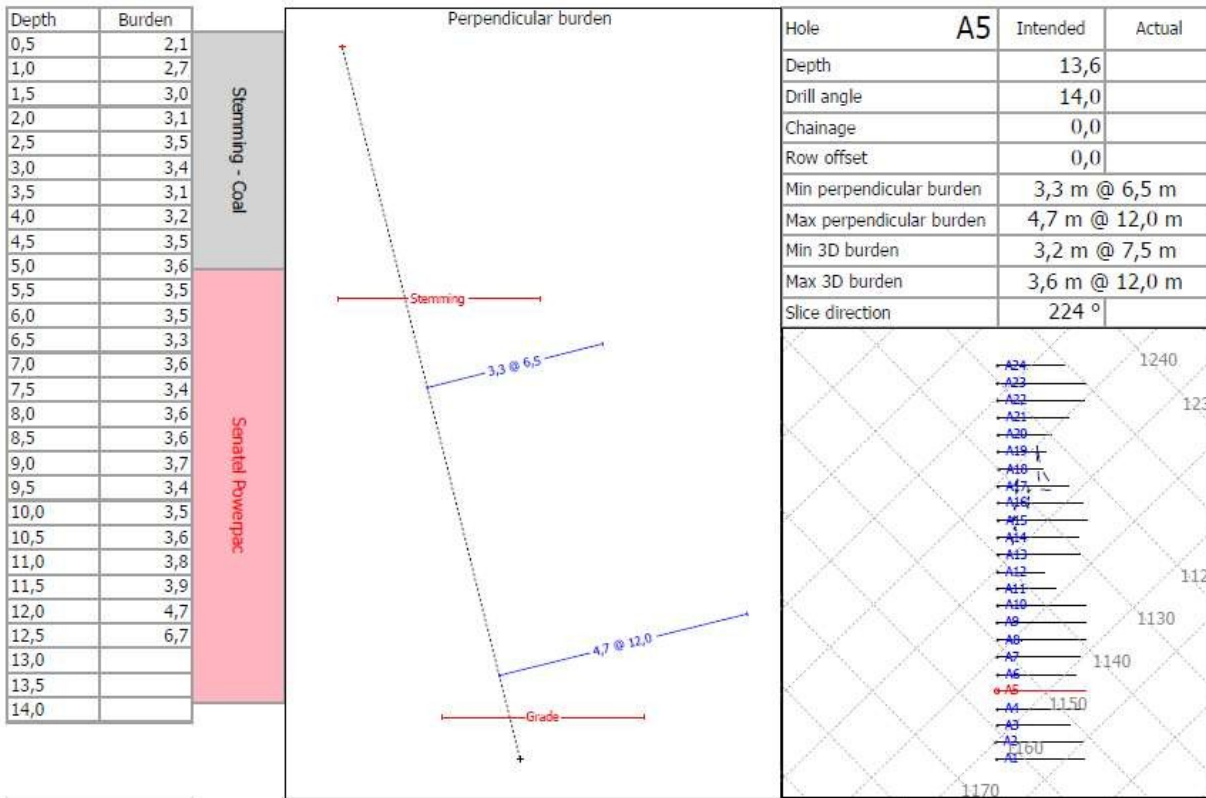 Depth Burden
0,5 2,1
1,0 2,7
1,5 3,0
2,0 3,1
2,5 3,5
3,0 3,4
3,5 3,1
4,0 3,2
4,5 3,5
5,0 3,6
5,5 3,5
6,0 3,5
6,5 3,3
7,0 3,6
7,5 3,4
8,0 3,6
8,5 3,6
9,0 3,7
9,5 3,4
10,0 3,5
10,5 3,6
11,0 3,8
11,5 3,9
12,0 4,7
12,5 6,7
13,0
13,5
14,0
Stemming - Coal
Senatel Powerpac
Perpendicular burden
Stemming
3,3 @ 6,5
4,7 @ 12,0
Grade
Hole A5 Intended Actual
Depth 13,6
Drill angle 14,0
Chainage 0,0
Row offset 0,0
Min perpendicular burden 3,3 m @ 6,5 m
Max perpendicular burden 4,7 m @ 12,0 m
Min 3D burden 3,2 m @ 7,5 m
Max 3D burden 3,6 m @ 12,0 m
Slice direction 224 °
1240
A24
A23
A22
A21
A20
A19
A18
A17
A16
A15
A14
A13
A12
A11
A10
A9
1130
A8
A7
1140
A6
A5
1150
A4
A3
A2
1160
A1
1170